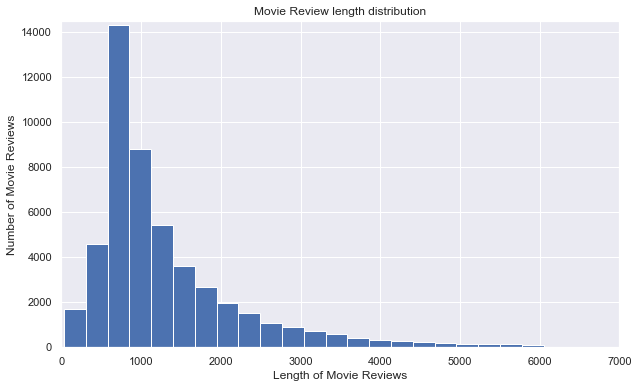 Movie Review length distribution
14000
12000
10000
8000
6000
4000
2000
0
Number of Movie Reviews
0 1000 2000 3000 4000 5000 6000 7000
Length of Movie Reviews